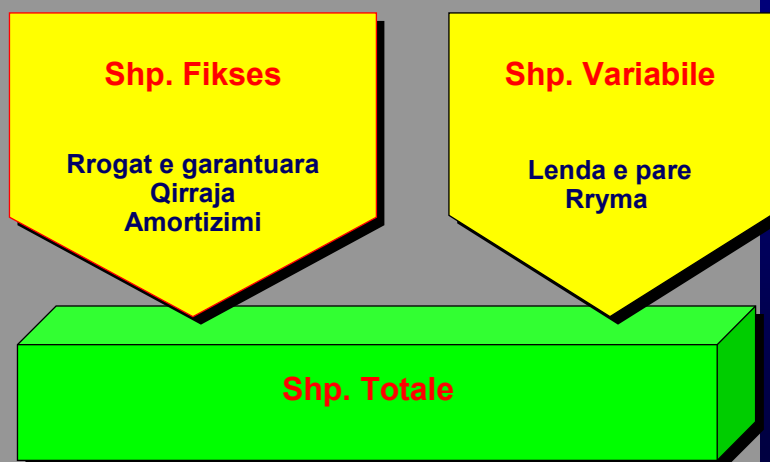 Shp. Fikses
Rrogat e garantuara
Qirraja
Amortizimi
Shp. Variabile
Lenda e pare
Rryma
Shp. Totale